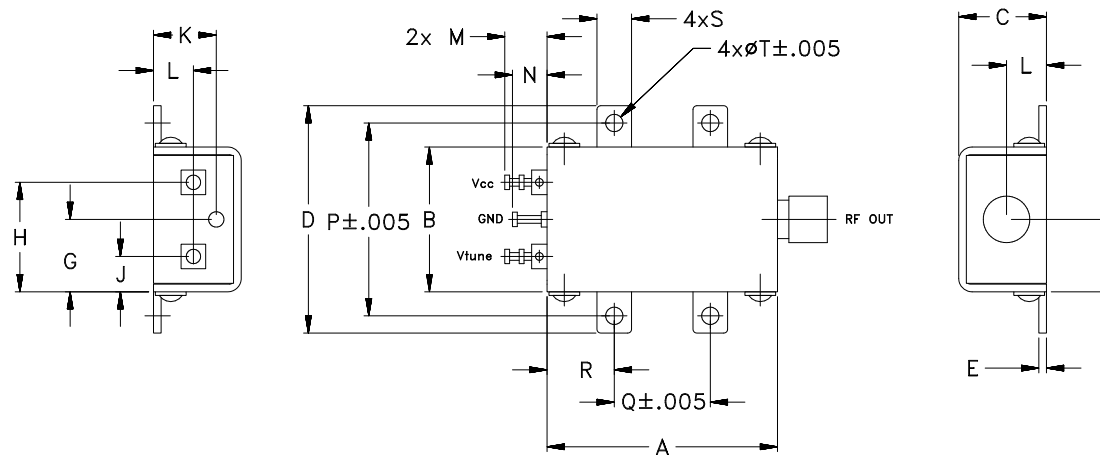 K
L
H
G
J
2x M
N
4xS
4xøT±.005
D
P±.005
B
Vcc
GND
Vtune
RF OUT
R
Q±.005
A
C
L
E